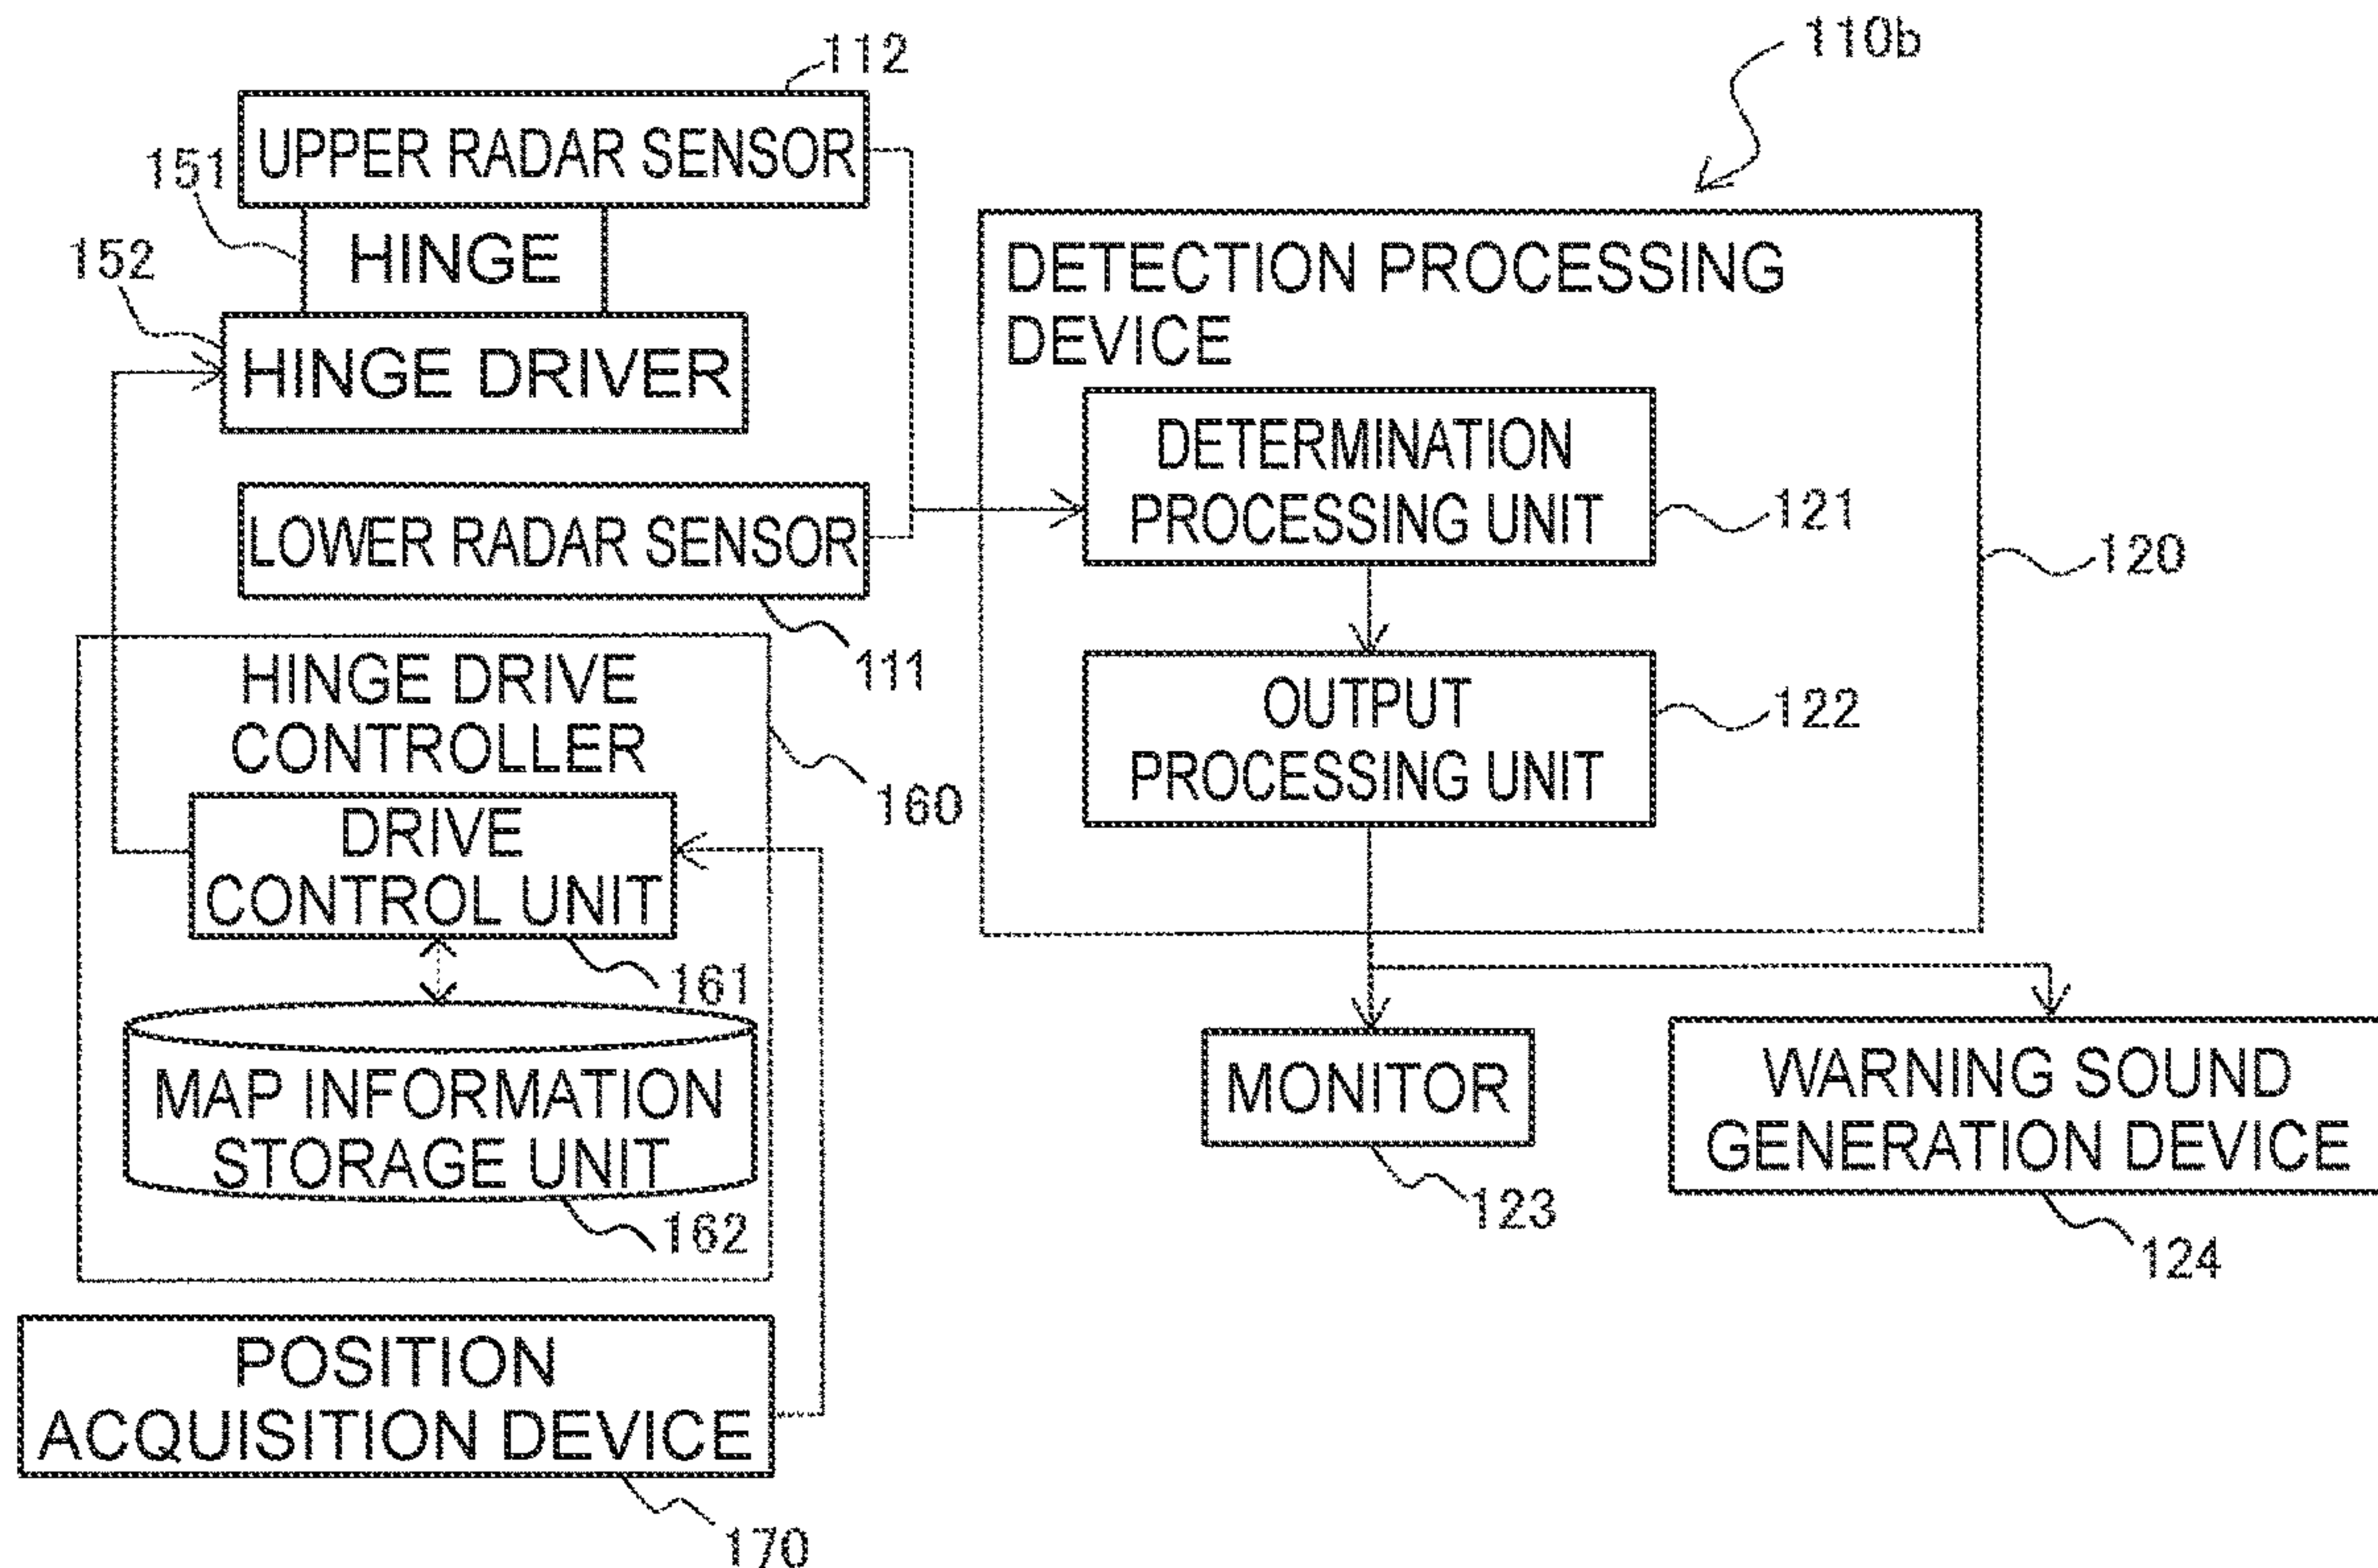 110b
112
UPPER RADAR SENSOR
151
HINGE
152
HINGE DRIVER
LOWER RADAR SENSOR
111
HINGE DRIVE
CONTROLLER
160
DRIVE
CONTROL UNIT
161
MAP INFORMATION
STORAGE UNIT
162
POSITION
ACQUISITION DEVICE
170
DETECTION PROCESSING
DEVICE
DETERMINATION
PROCESSING UNIT
121
120
OUTPUT
PROCESSING UNIT
122
MONITOR
123
WARNING SOUND
GENERATION DEVICE
124